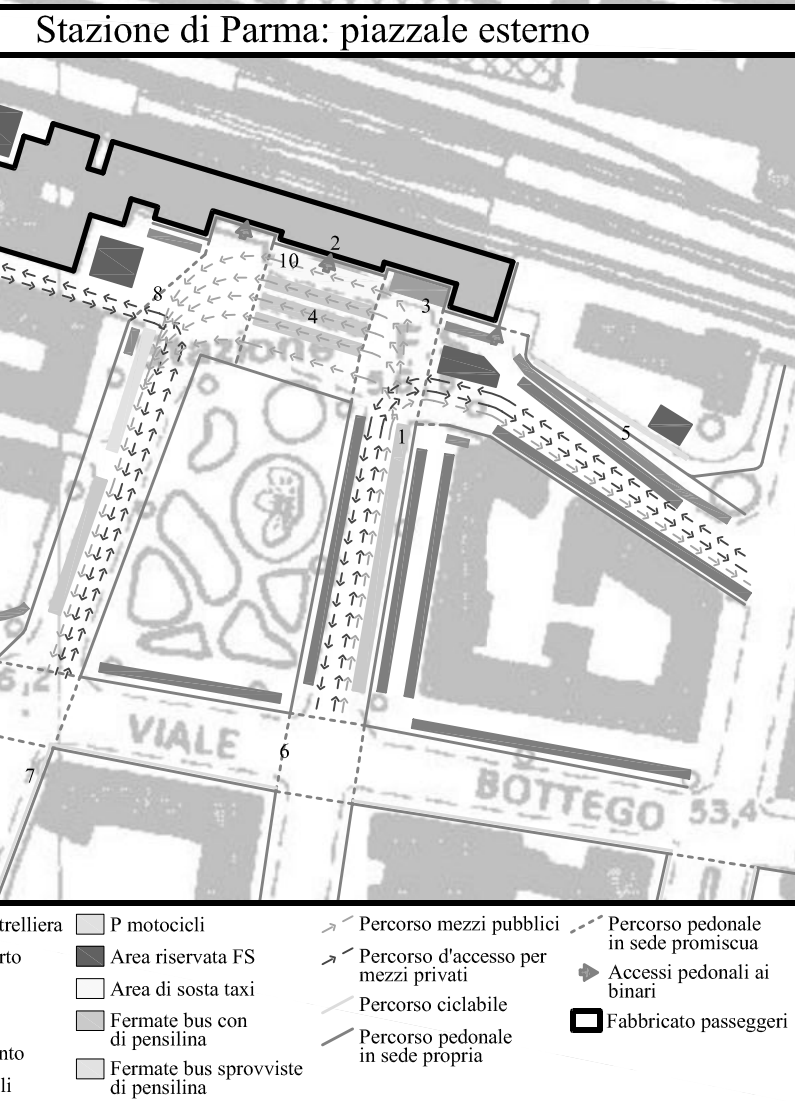 Stazione di Parma: piazzale esterno
2
10
8
3
4
5
1
6,2
VIALE
6
7
BOTTEGO 53,4
trelliera
rto
nto
li
P motocicli
Area riservata FS
Area di sosta taxi
Fermate bus con
di pensilina
Fermate bus sprovviste
di pensilina
Percorso mezzi pubblici
Percorso d'accesso per
mezzi privati
Percorso ciclabile
Percorso pedonale
in sede propria
Percorso pedonale
in sede promiscua
Accessi pedonali ai
binari
Fabbricato passeggeri